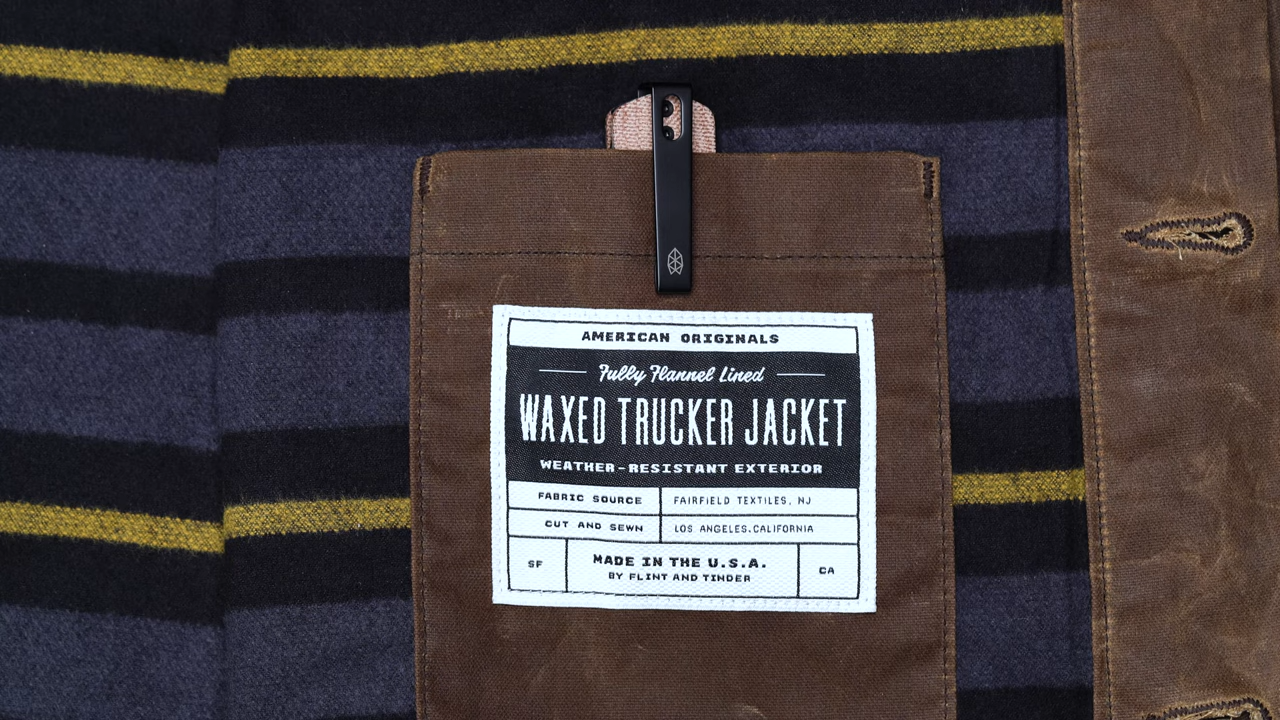 AMERICAN ORIGINALS
Fully Flannel Lined
WAXED TRUCKER JACKET
WEATHER-RESISTANT EXTERIOR
FABRIC SOURCE FAIRFIELD TEXTILES, NJ
CUT AND SEWN LOS ANGELES.CALIFORNIA
SF MADE IN THE U.S.A. CA
BY FLINT AND TINDER